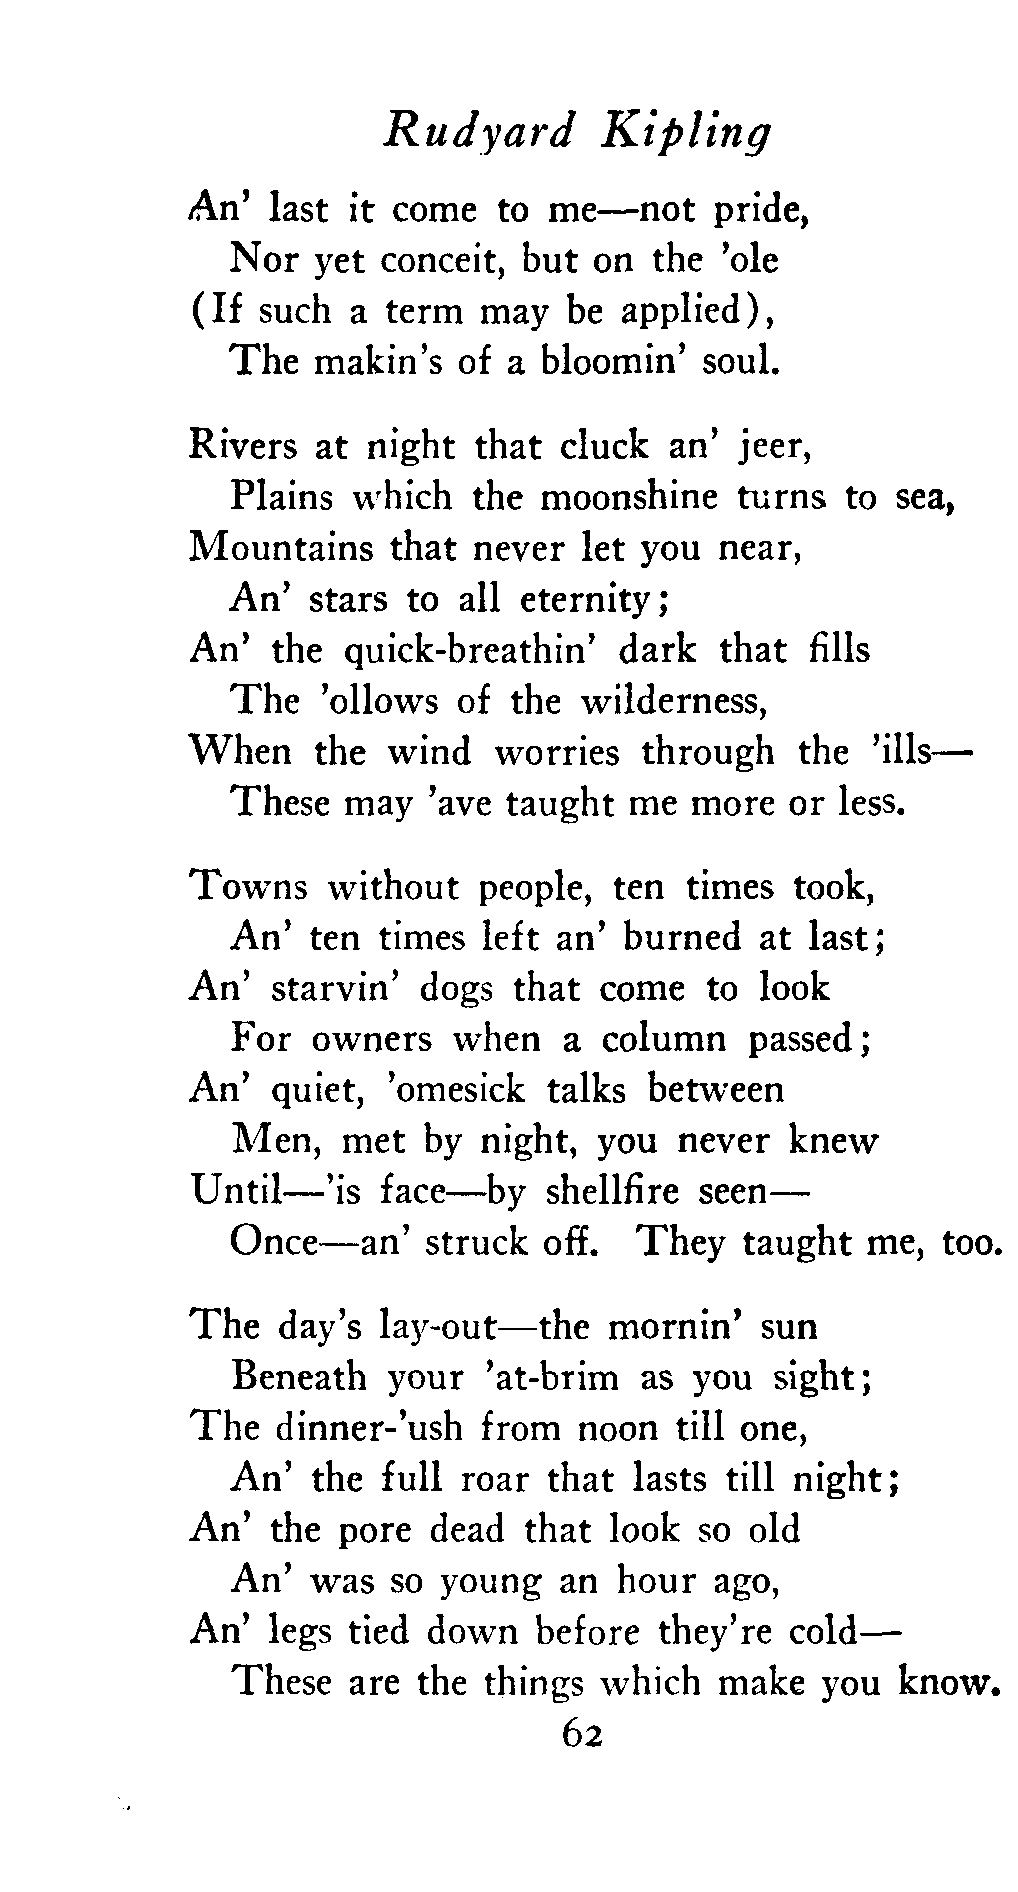 Rudyard Kipling
An' last it come to me—not pride,
Nor yet conceit, but on the 'ole
(If such a term may be applied),
The makin's of a bloomin' soul.
Rivers at night that cluck an' jeer,
Plains which the moonshine turns to sea,
Mountains that never let you near,
An' stars to all eternity;
An' the quick-breathin' dark that fills
The 'ollows of the wilderness,
When the wind worries through the 'ills—
These may 'ave taught me more or less.
Towns without people, ten times took,
An' ten times left an' burned at last;
An' starvin' dogs that come to look
For owners when a column passed;
An' quiet, 'omesick talks between
Men, met by night, you never knew
Until—'is face—by shellfire seen—
Once—an' struck off. They taught me, too.
The day's lay-out—the mornin' sun
Beneath your 'at-brim as you sight;
The dinner-'ush from noon till one,
An' the full roar that lasts till night;
An' the pore dead that look so old
An' was so young an hour ago,
An' legs tied down before they're cold—
These are the things which make you know.
62